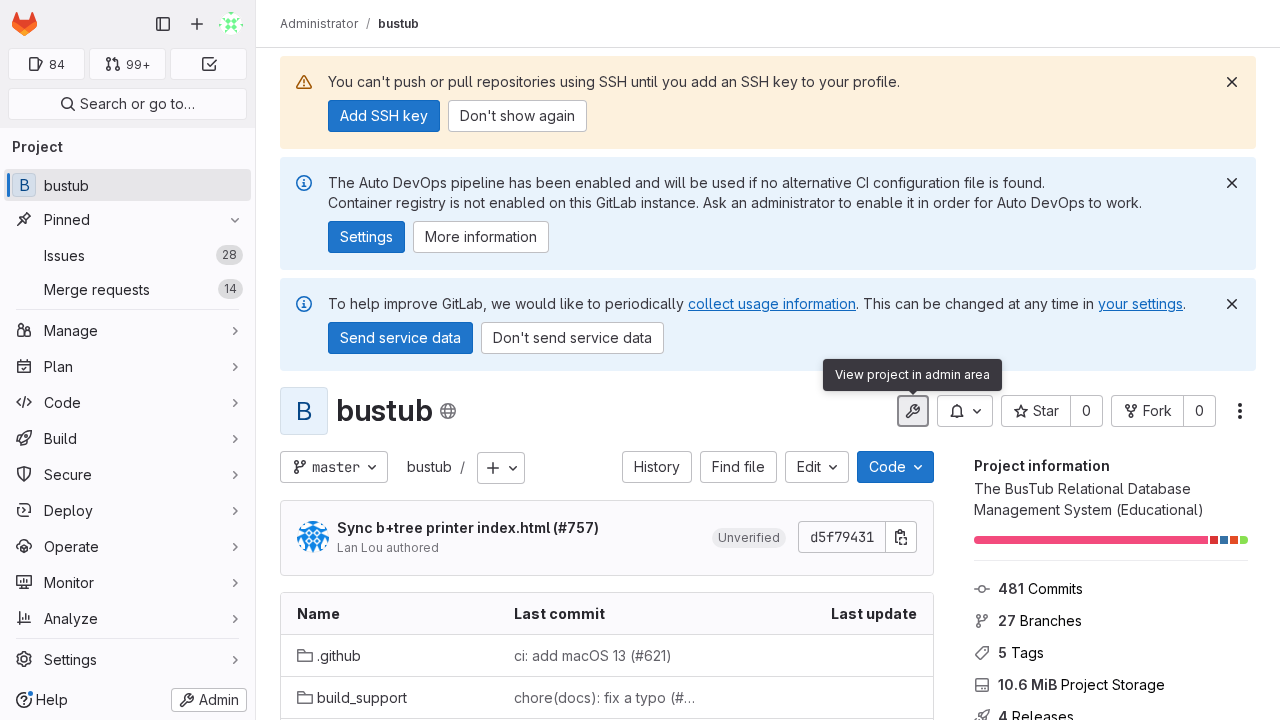 Administrator / bustub
84
99+
Search or go to…
Project
B bustub
Pinned
Issues 28
Merge requests 14
Manage
Plan
Code
Build
Secure
Deploy
Operate
Monitor
Analyze
Settings
Help
Admin
You can't push or pull repositories using SSH until you add an SSH key to your profile.
Add SSH key Don't show again
The Auto DevOps pipeline has been enabled and will be used if no alternative CI configuration file is found.
Container registry is not enabled on this GitLab instance. Ask an administrator to enable it in order for Auto DevOps to work.
Settings More information
To help improve GitLab, we would like to periodically collect usage information. This can be changed at any time in your settings.
Send service data Don't send service data
View project in admin area
B bustub
Star 0 Fork 0
master bustub /
History Find file Edit Code
Sync b+tree printer index.html (#757)
Lan Lou authored
Unverified d5f79431
Name Last commit Last update
.github ci: add macOS 13 (#621)
build_support chore(docs): fix a typo (#…
Project information
The BusTub Relational Database
Management System (Educational)
481 Commits
27 Branches
5 Tags
10.6 MiB Project Storage
4 Releases